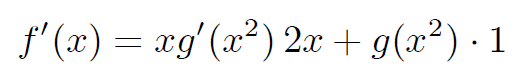 f′(x) = xg′(x²) 2x + g(x²) · 1